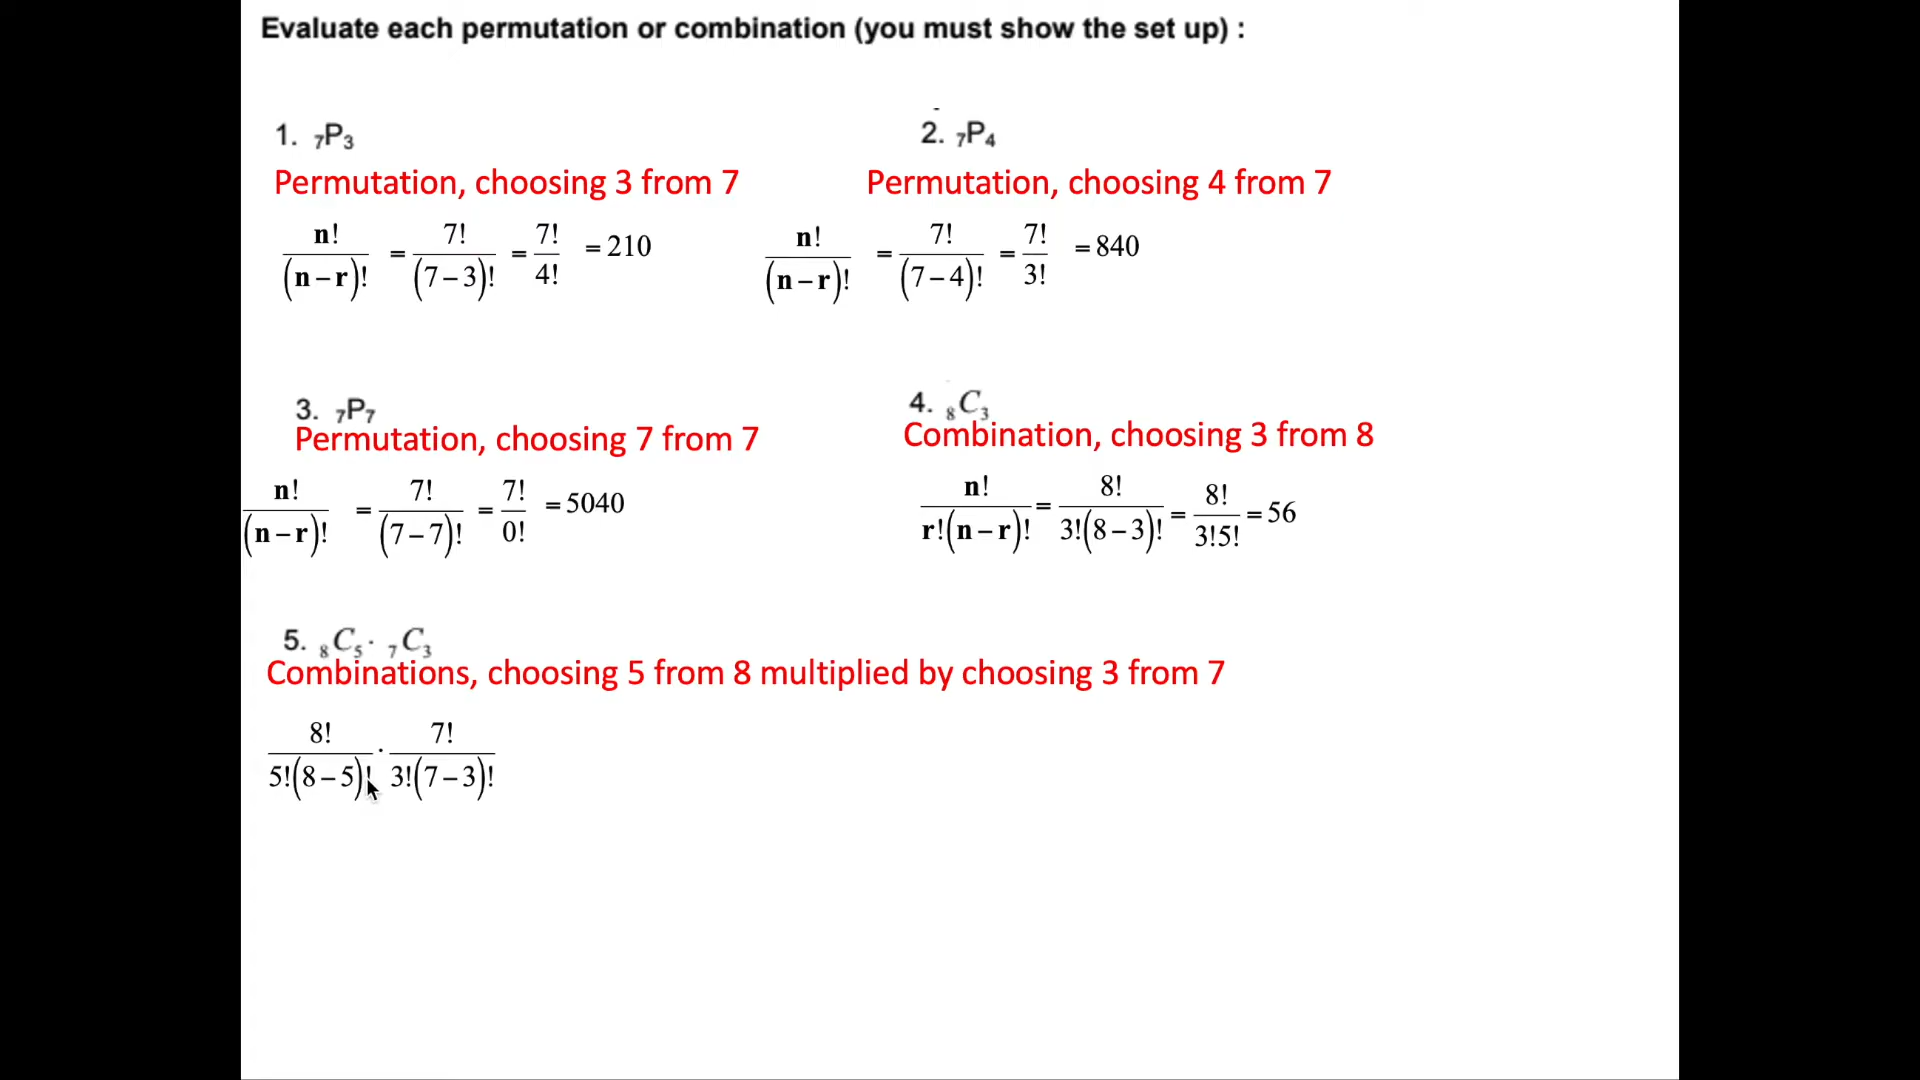 Evaluate each permutation or combination (you must show the set up) :
1. ₇P₃
Permutation, choosing 3 from 7
n!/(n−r)! = 7!/(7−3)! = 7!/4! = 210
2. ₇P₄
Permutation, choosing 4 from 7
n!/(n−r)! = 7!/(7−4)! = 7!/3! = 840
3. ₇P₇
Permutation, choosing 7 from 7
n!/(n−r)! = 7!/(7−7)! = 7!/0! = 5040
4. ₈C₃
Combination, choosing 3 from 8
n!/r!(n−r)! = 8!/3!(8−3)! = 8!/3!5! = 56
5. ₈C₅ · ₇C₃
Combinations, choosing 5 from 8 multiplied by choosing 3 from 7
8!/5!(8−5)! · 7!/3!(7−3)!